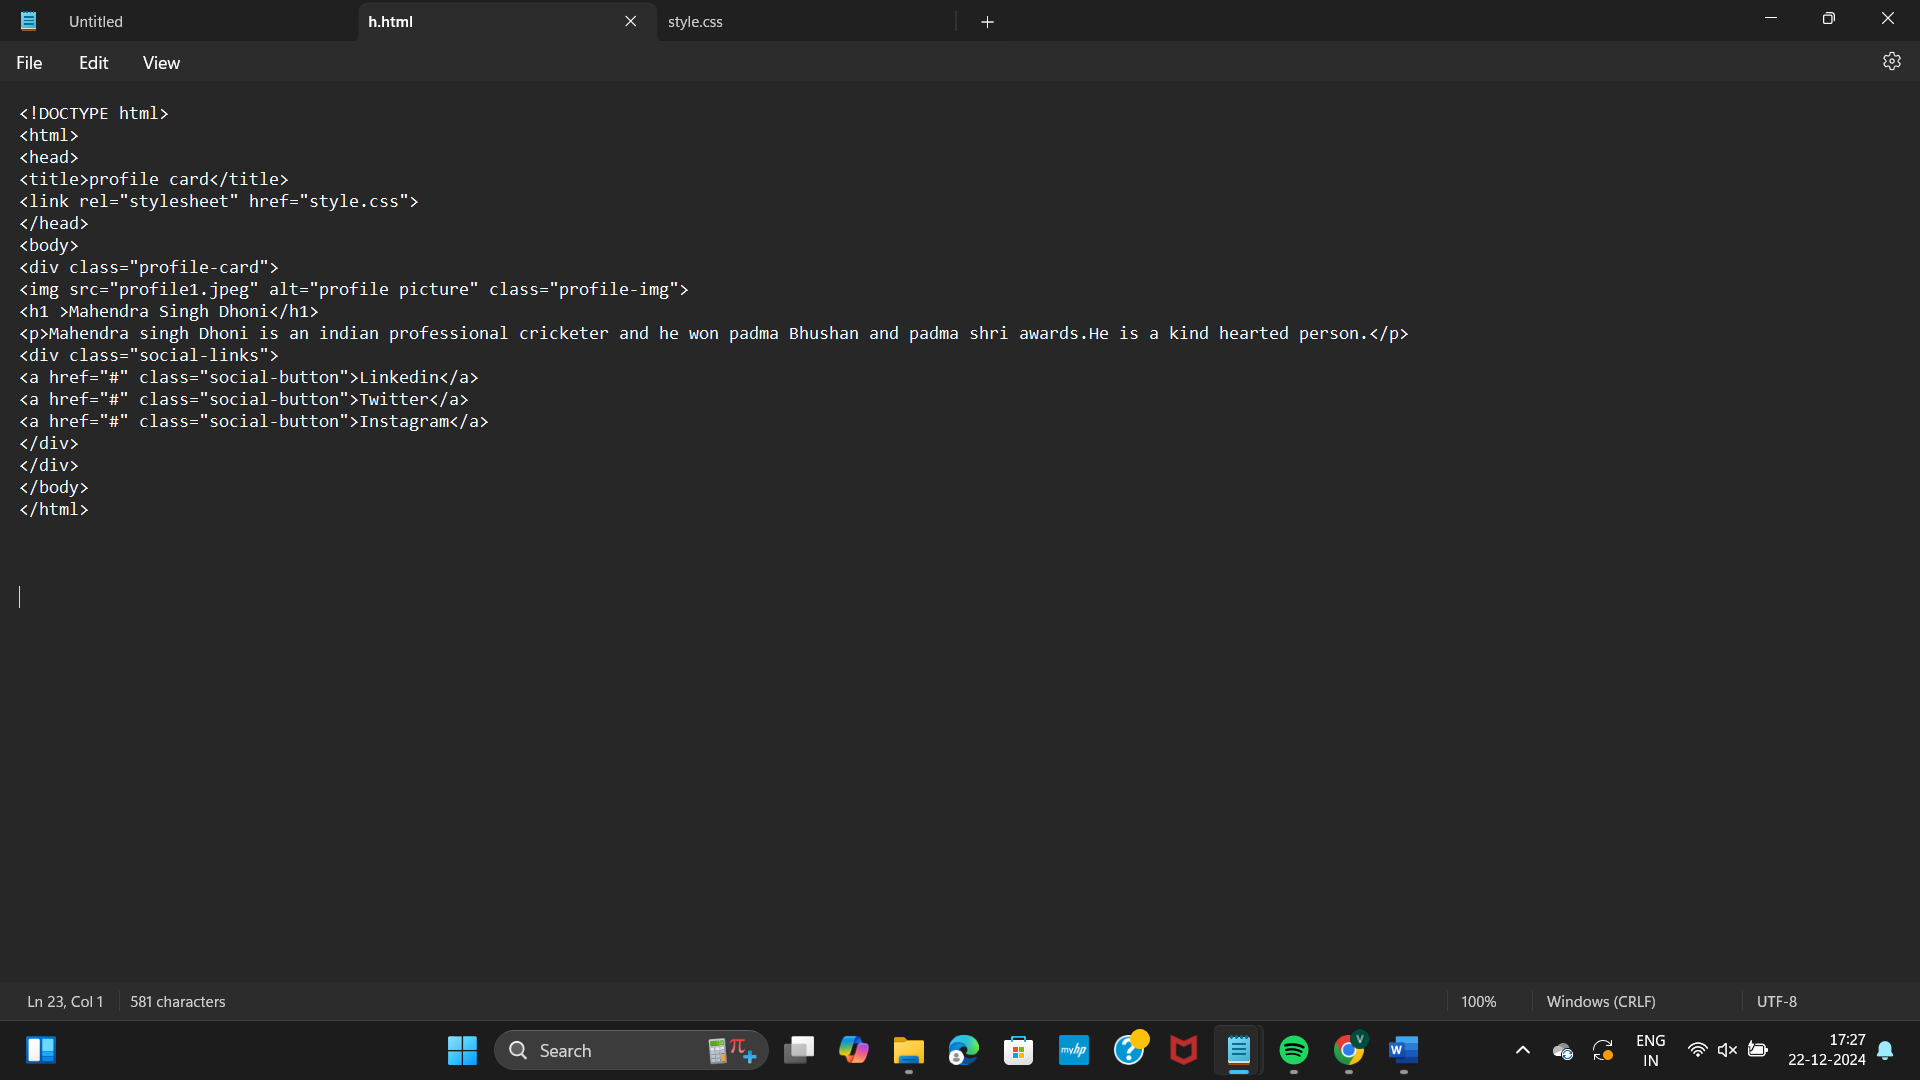 Untitled
h.html
style.css
File Edit View
<!DOCTYPE html>
<html>
<head>
<title>profile card</title>
<link rel="stylesheet" href="style.css">
</head>
<body>
<div class="profile-card">
<img src="profile1.jpeg" alt="profile picture" class="profile-img">
<h1 >Mahendra Singh Dhoni</h1>
<p>Mahendra singh Dhoni is an indian professional cricketer and he won padma Bhushan and padma shri awards.He is a kind hearted person.</p>
<div class="social-links">
<a href="#" class="social-button">Linkedin</a>
<a href="#" class="social-button">Twitter</a>
<a href="#" class="social-button">Instagram</a>
</div>
</div>
</body>
</html>
Ln 23, Col 1 581 characters 100% Windows (CRLF) UTF-8
Search
myhp
W
V
ENG
IN
17:27
22-12-2024